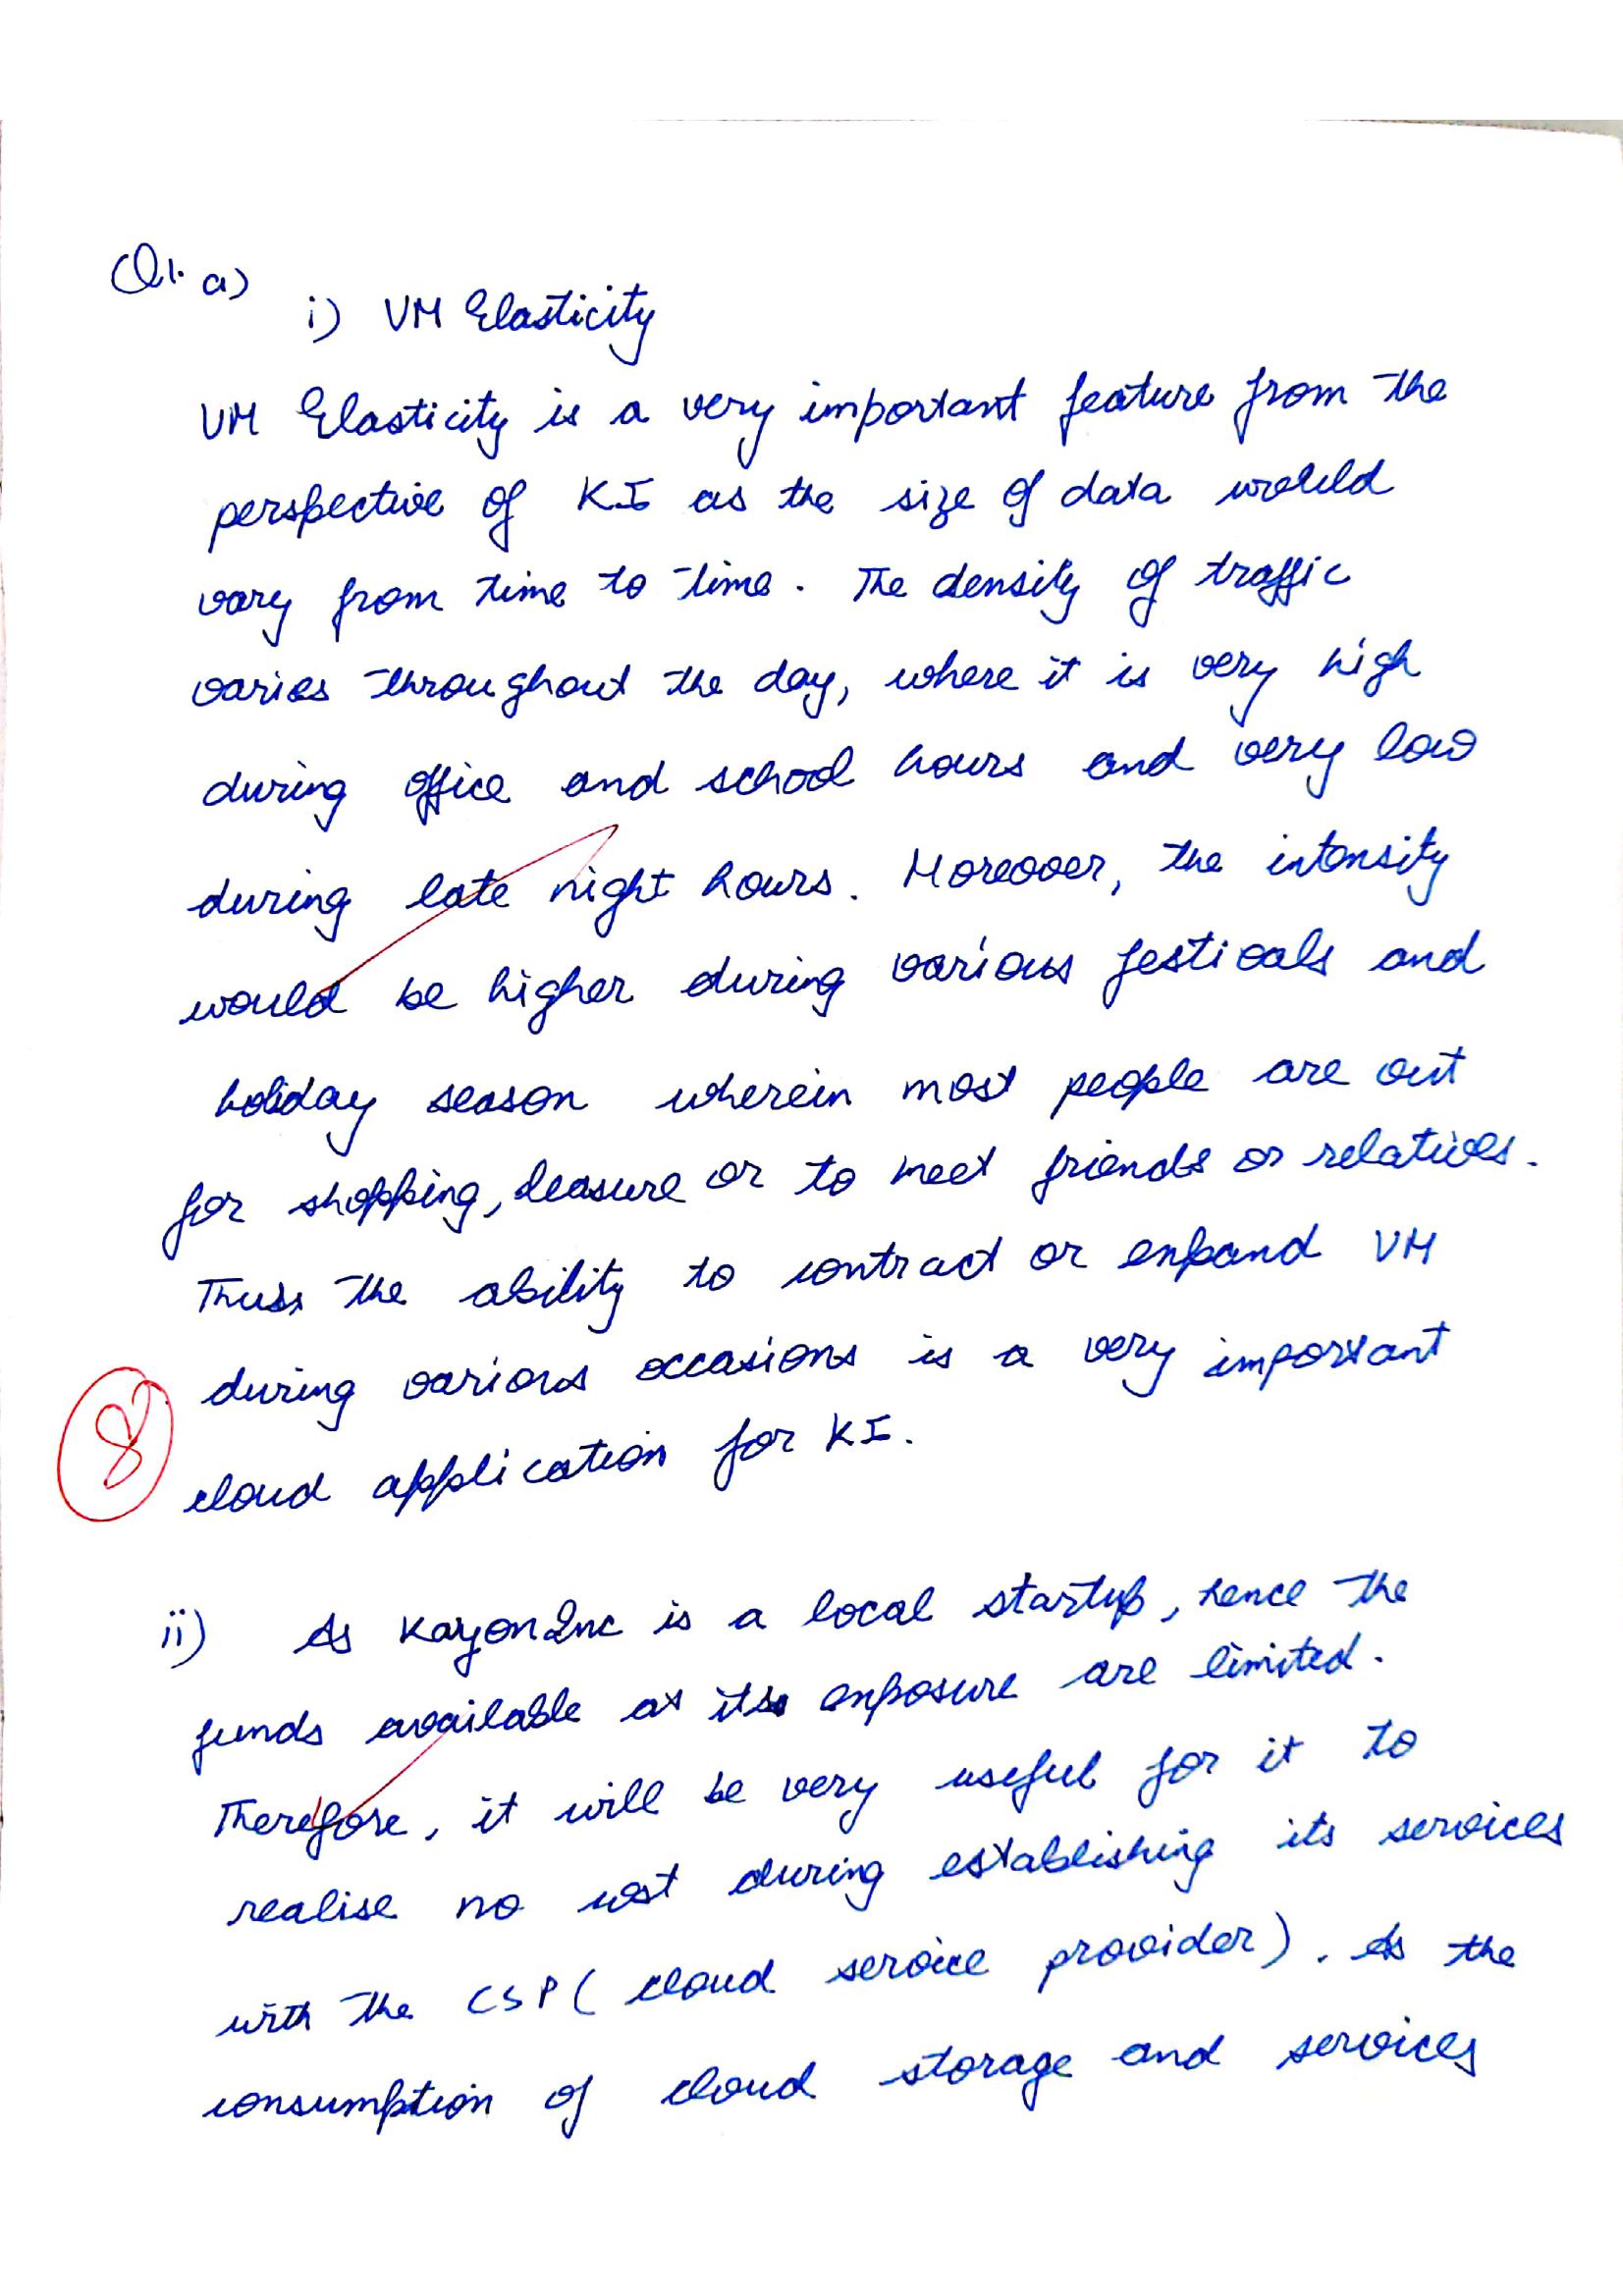 Q1. a)
i) VM Elasticity
VM Elasticity is a very important feature from the
perspective of KI as the size of data would
vary from time to time. The density of traffic
varies throughout the day, where it is very high
during office and school hours and very low
during late night hours. Moreover, the intensity
would be higher during various festivals and
holiday season wherein most people are out
for shopping, leasure or to meet friends or relatives.
Thus, the ability to contract or expand VM
during various occasions is a very important
8
cloud application for KI.
ii) As KayonInc is a local startup, hence the
funds available at its exposure are limited.
Therefore, it will be very useful for it to
realise no cost during establishing its services
with the CSP (cloud service provider). As the
consumption of cloud storage and services